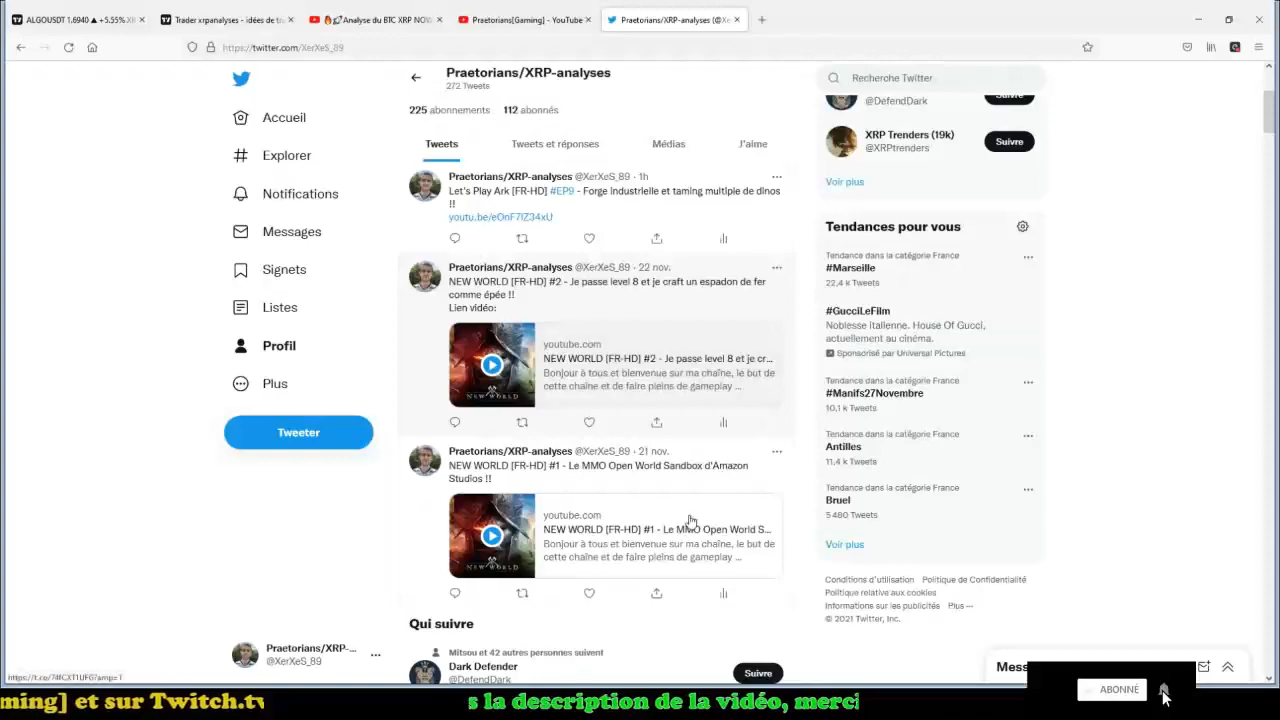 ALGOUSDT 1.6940 ▲ +5.55% XR
Trader xrpanalyses - idées de tra
🔥🚀Analyse du BTC XRP NOW
Praetorians[Gaming] - YouTube
Praetorians/XRP-analyses (@Xer
https://twitter.com/XerXeS_89
Praetorians/XRP-analyses
272 Tweets
225 abonnements 112 abonnés
Tweets
Tweets et réponses
Médias
J'aime
Accueil
Explorer
Notifications
Messages
Signets
Listes
Profil
Plus
Tweeter
Praetorians/XRP-...
@XerXeS_89
Praetorians/XRP-analyses @XerXeS_89 · 1h
Let's Play Ark [FR-HD] #EP9 - Forge industrielle et taming multiple de dinos
!!
youtu.be/eOnF7IZ34xU
Praetorians/XRP-analyses @XerXeS_89 · 22 nov.
NEW WORLD [FR-HD] #2 - Je passe level 8 et je craft un espadon de fer
comme épée !!
Lien vidéo:
NEW WORLD
youtube.com
NEW WORLD [FR-HD] #2 - Je passe level 8 et je cr...
Bonjour à tous et bienvenue sur ma chaîne, le but de
cette chaîne et de faire pleins de gameplay ...
Praetorians/XRP-analyses @XerXeS_89 · 21 nov.
NEW WORLD [FR-HD] #1 - Le MMO Open World Sandbox d'Amazon
Studios !!
NEW WORLD
youtube.com
NEW WORLD [FR-HD] #1 - Le MMO Open World S...
Bonjour à tous et bienvenue sur ma chaîne, le but de
cette chaîne et de faire pleins de gameplay ...
Qui suivre
Mitsou et 42 autres personnes suivent
Dark Defender
@DefendDark
Suivre
Recherche Twitter
@DefendDark
Suivre
XRP Trenders (19k)
@XRPtrenders
Suivre
Voir plus
Tendances pour vous
Tendance dans la catégorie France
#Marseille
22,4 k Tweets
#GucciLeFilm
Noblesse italienne. House Of Gucci,
actuellement au cinéma.
Sponsorisé par Universal Pictures
Tendance dans la catégorie France
#Manifs27Novembre
10,1 k Tweets
Tendance dans la catégorie France
Antilles
11,4 k Tweets
Tendance dans la catégorie France
Bruel
5 480 Tweets
Voir plus
Conditions d'utilisation Politique de Confidentialité
Politique relative aux cookies
Informations sur les publicités Plus ···
© 2021 Twitter, Inc.
Mess
ABONNÉ
ming] et sur Twitch.tv
s la description de la vidéo, merci